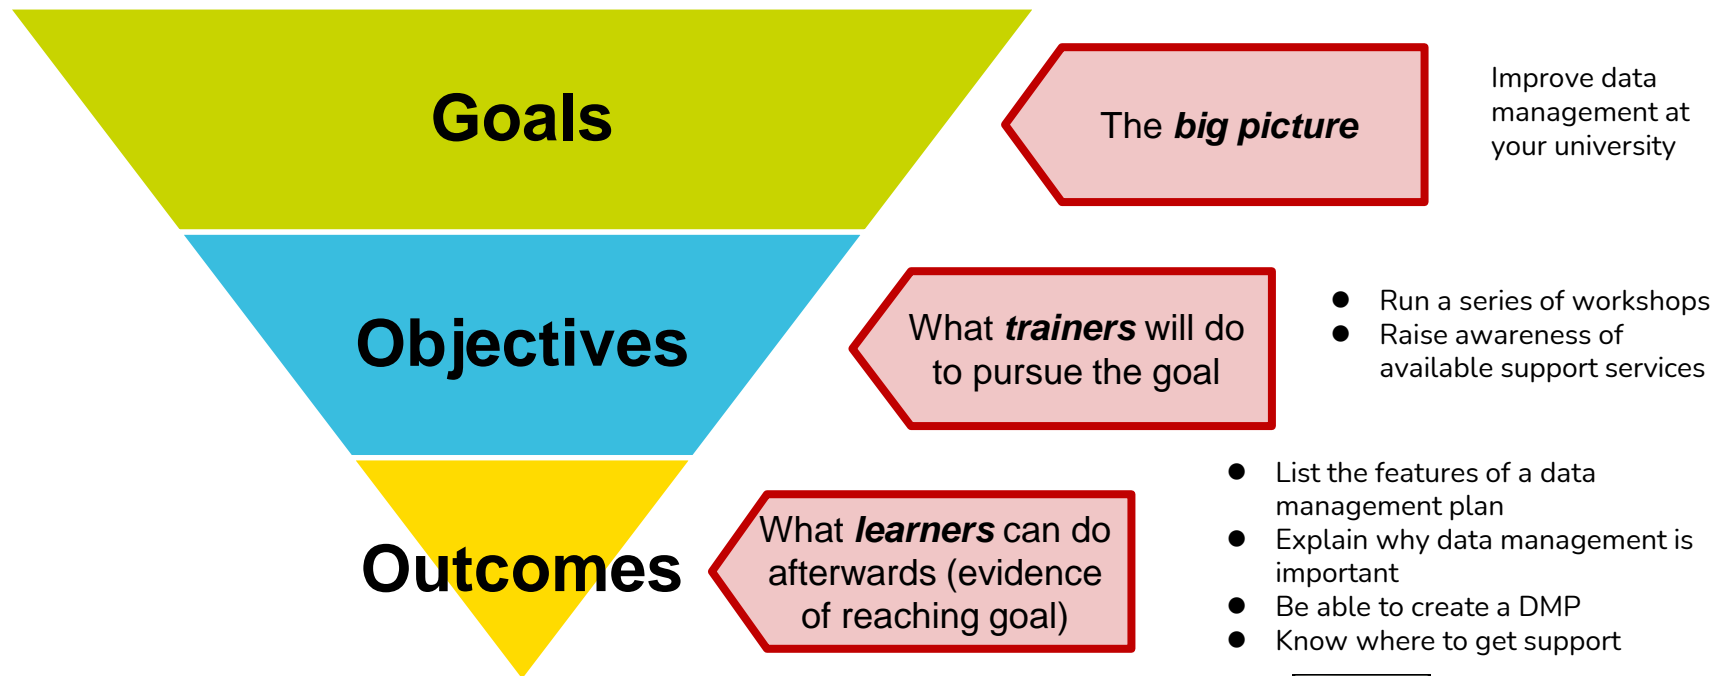 Goals
The big picture
Improve data
management at
your university
Objectives
What trainers will do
to pursue the goal
● Run a series of workshops
● Raise awareness of
available support services
Outcomes
What learners can do
afterwards (evidence
of reaching goal)
● List the features of a data
management plan
● Explain why data management is
important
● Be able to create a DMP
● Know where to get support